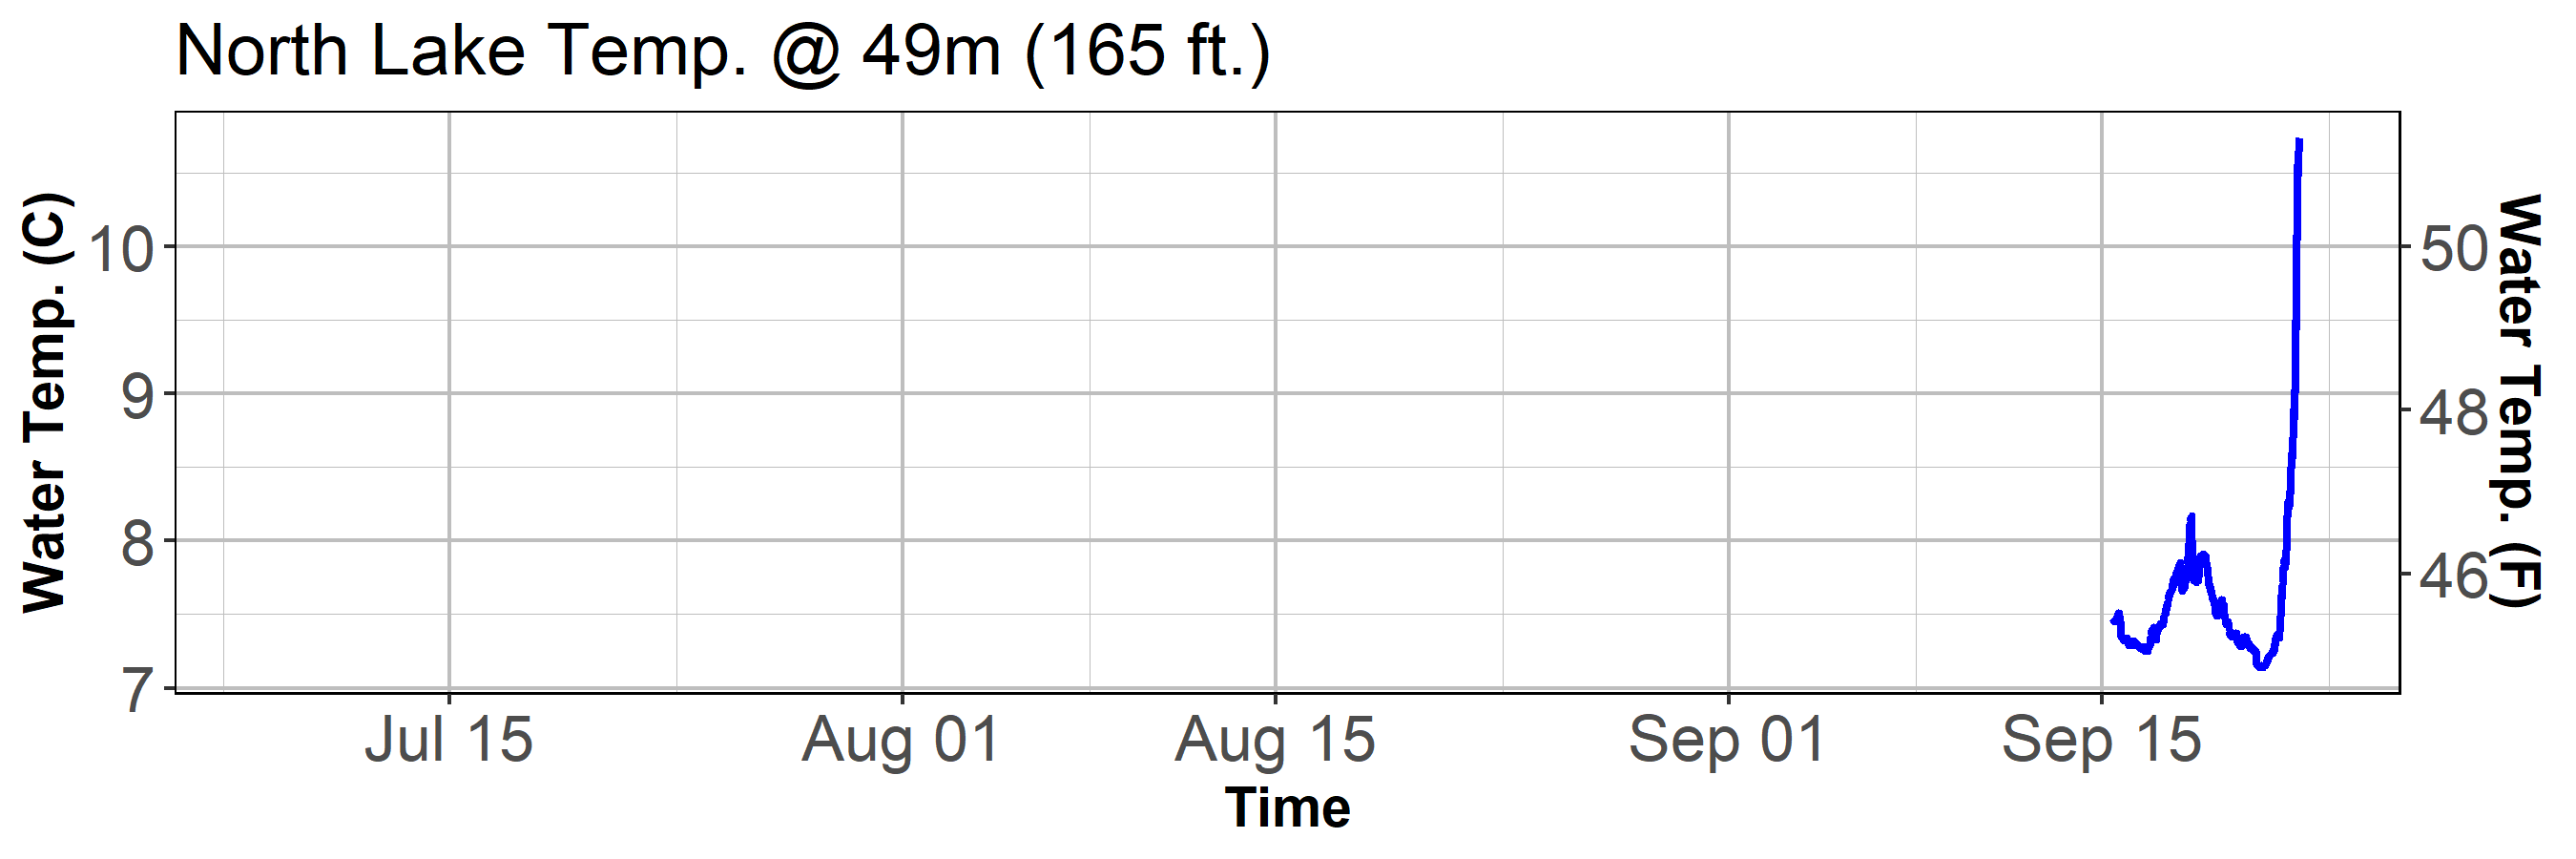 North Lake Temp. @ 49m (165 ft.)
Water Temp. (C)
10
9
8
7
50
48
46
Water Temp. (F)
Jul 15
Aug 01
Aug 15
Sep 01
Sep 15
Time